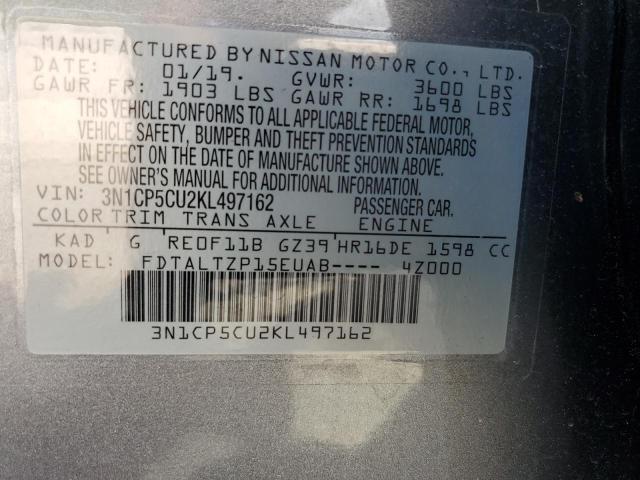 MANUFACTURED BY NISSAN MOTOR CO., LTD.
DATE: 01/19. GVWR: 3600 LBS
GAWR FR: 1903 LBS GAWR RR: 1698 LBS
THIS VEHICLE CONFORMS TO ALL APPLICABLE FEDERAL MOTOR
VEHICLE SAFETY, BUMPER AND THEFT PREVENTION STANDARDS
IN EFFECT ON THE DATE OF MANUFACTURE SHOWN ABOVE.
SEE OWNER'S MANUAL FOR ADDITIONAL INFORMATION.
VIN: 3N1CP5CU2KL497162 PASSENGER CAR.
COLOR TRIM TRANS AXLE ENGINE
KAD G RE0F11B GZ39 HR16DE 1598 CC
MODEL: FDTALTZP15EUAB---- 4Z000
3N1CP5CU2KL497162